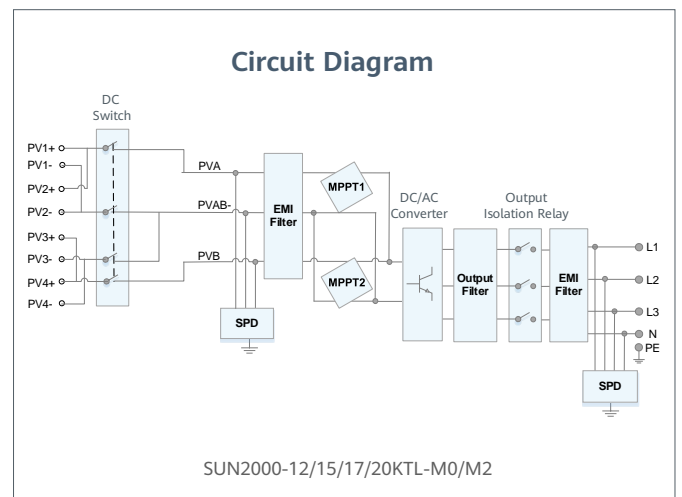 Circuit Diagram
DC
Switch
PV1+
PV1-
PV2+
PV2-
PV3+
PV3-
PV4+
PV4-
PVA
PVAB-
PVB
EMI
Filter
SPD
MPPT1
MPPT2
DC/AC
Converter
Output
Filter
Output
Isolation Relay
EMI
Filter
L1
L2
L3
N
PE
SPD
SUN2000-12/15/17/20KTL-M0/M2